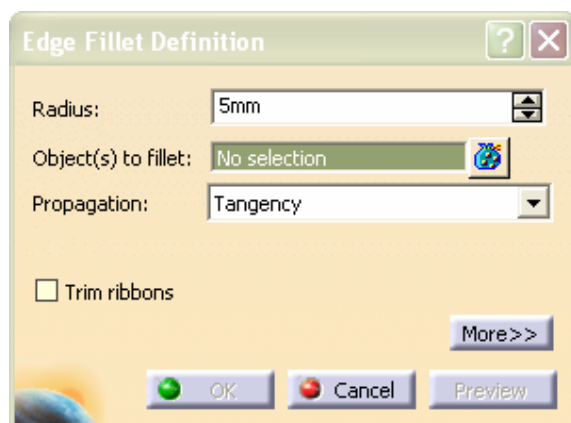 Edge Fillet Definition
Radius: 5mm
Object(s) to fillet: No selection
Propagation: Tangency
Trim ribbons
More>>
OK Cancel Preview